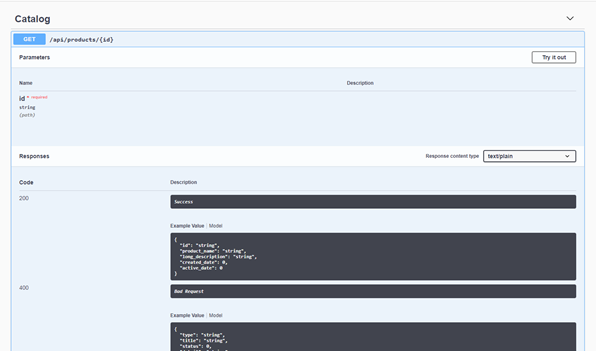 Catalog
GET /api/products/{id}
Parameters
Try it out
Name Description
id * required
string
(path)
Responses
Response content type text/plain
Code Description
200
Success
Example Value | Model
{
"id": "string",
"product_name": "string",
"long_description": "string",
"created_date": 0,
"active_date": 0
}
400
Bad Request
Example Value | Model
{
"type": "string",
"title": "string",
"status": 0,